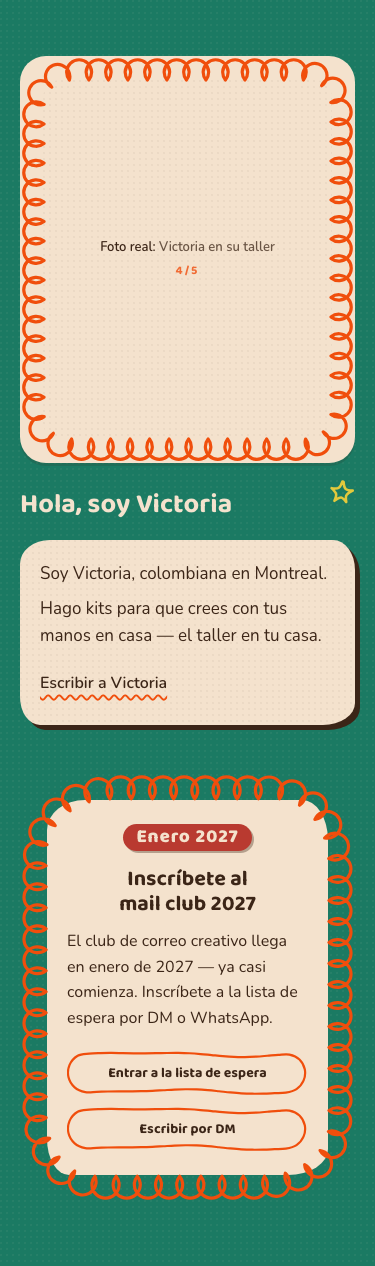 Foto real: Victoria en su taller
4 / 5
Hola, soy Victoria
Soy Victoria, colombiana en Montreal.
Hago kits para que crees con tus
manos en casa — el taller en tu casa.
Escribir a Victoria
Enero 2027
Inscríbete al
mail club 2027
El club de correo creativo llega
en enero de 2027 — ya casi
comienza. Inscríbete a la lista de
espera por DM o WhatsApp.
Entrar a la lista de espera
Escribir por DM